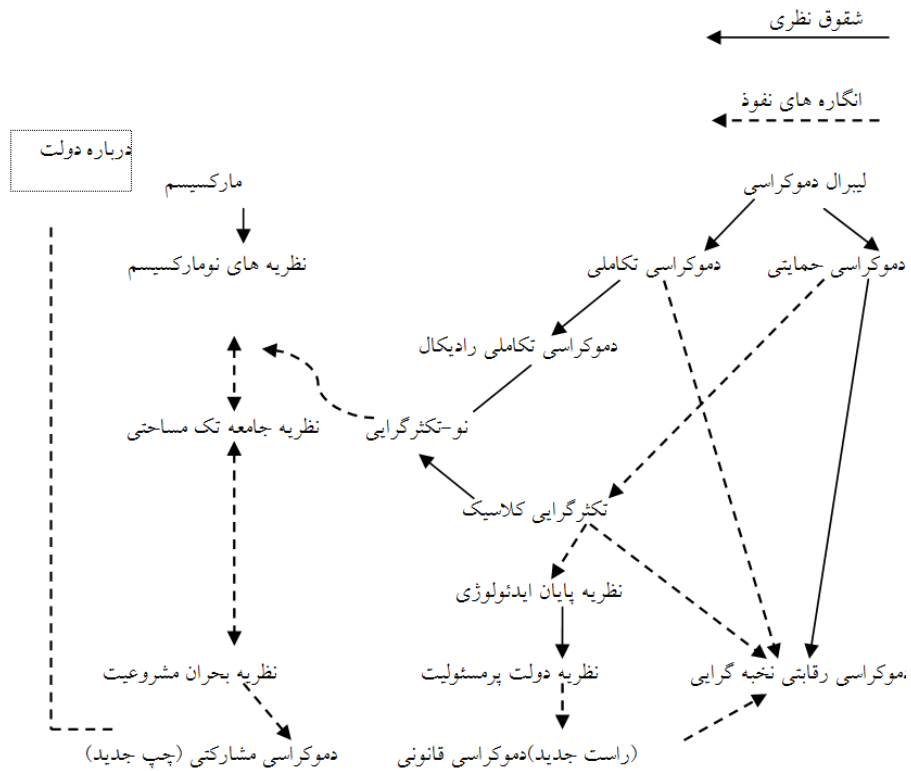 شقوق نظری
انگاره های نفوذ
درباره دولت
لیبرال دموکراسی
مارکسیسم
دموکراسی حمایتی
دموکراسی تکاملی
نظریه های نومارکسیسم
دموکراسی تکاملی رادیکال
نو-تکثرگرایی
نظریه جامعه تک مساحتی
تکثرگرایی کلاسیک
نظریه پایان ایدئولوژی
دموکراسی رقابتی نخبه گرایی
نظریه دولت پرمسئولیت
نظریه بحران مشروعیت
(راست جدید)دموکراسی قانونی
دموکراسی مشارکتی (چپ جدید)